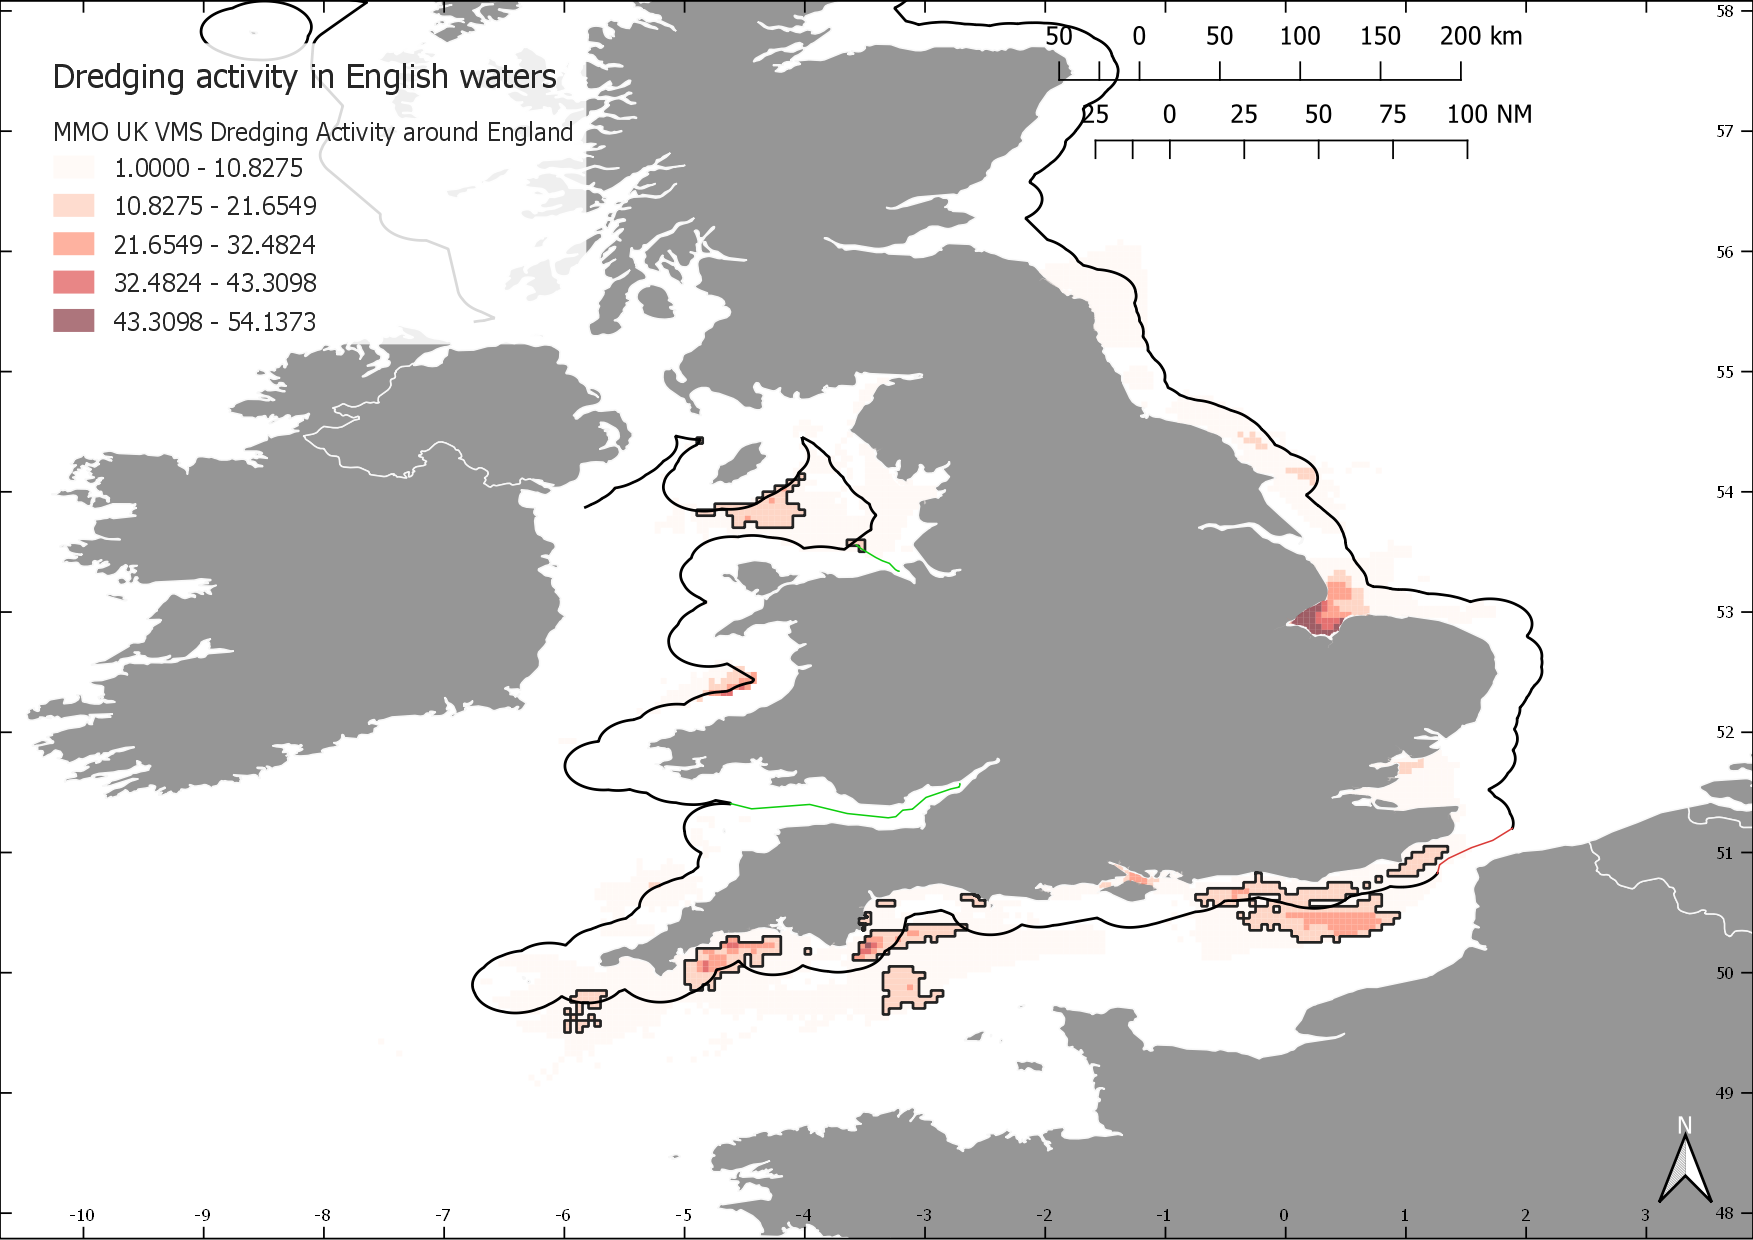 50 0 50 100 150 200 km
25 0 25 50 75 100 NM
Dredging activity in English waters
MMO UK VMS Dredging Activity around England
1.0000 - 10.8275
10.8275 - 21.6549
21.6549 - 32.4824
32.4824 - 43.3098
43.3098 - 54.1373
58
57
56
55
54
53
52
51
50
49
48
N
-10 -9 -8 -7 -6 -5 -4 -3 -2 -1 0 1 2 3